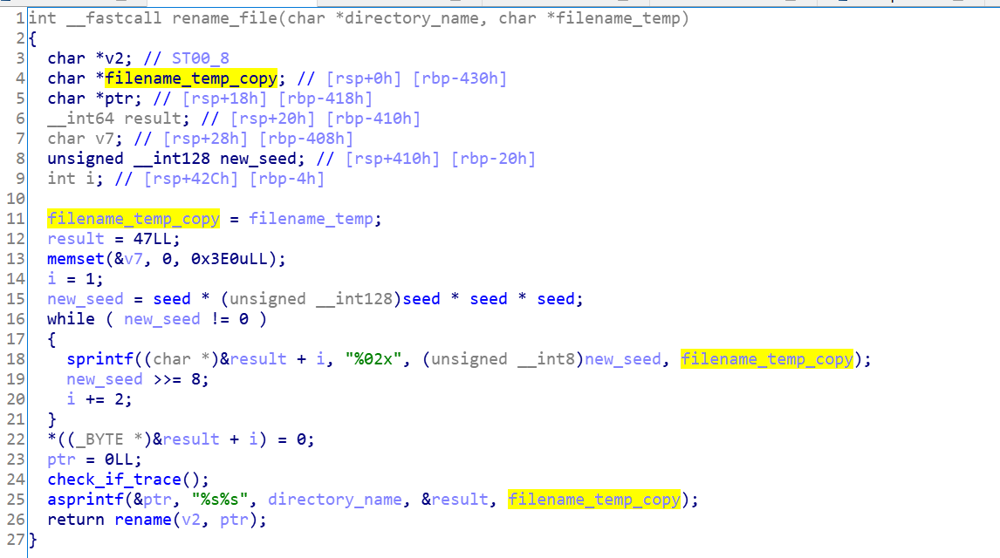 1 int __fastcall rename_file(char *directory_name, char *filename_temp)
2 {
3   char *v2; // ST00_8
4   char *filename_temp_copy; // [rsp+0h] [rbp-430h]
5   char *ptr; // [rsp+18h] [rbp-418h]
6   __int64 result; // [rsp+20h] [rbp-410h]
7   char v7; // [rsp+28h] [rbp-408h]
8   unsigned __int128 new_seed; // [rsp+410h] [rbp-20h]
9   int i; // [rsp+42Ch] [rbp-4h]
10
11   filename_temp_copy = filename_temp;
12   result = 47LL;
13   memset(&v7, 0, 0x3E0uLL);
14   i = 1;
15   new_seed = seed * (unsigned __int128)seed * seed * seed;
16   while ( new_seed != 0 )
17   {
18     sprintf((char *)&result + i, "%02x", (unsigned __int8)new_seed, filename_temp_copy);
19     new_seed >>= 8;
20     i += 2;
21   }
22   *((_BYTE *)&result + i) = 0;
23   ptr = 0LL;
24   check_if_trace();
25   asprintf(&ptr, "%s%s", directory_name, &result, filename_temp_copy);
26   return rename(v2, ptr);
27 }